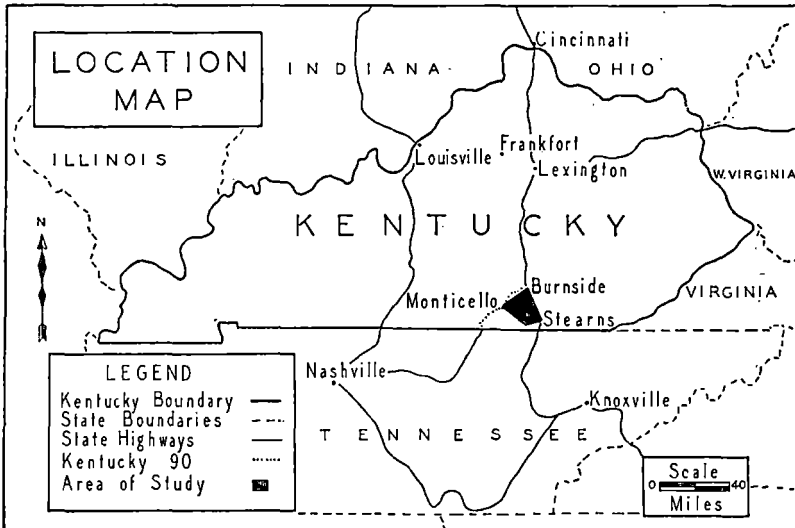 LOCATION
MAP
Cincinnati
INDIANA
OHIO
ILLINOIS
Louisville
Frankfort
Lexington
W. VIRGINIA
N
KENTUCKY
Burnside
Monticello
VIRGINIA
Stearns
LEGEND
Kentucky Boundary
State Boundaries
State Highways
Kentucky 90
Area of Study
Nashville
Knoxville
TENNESSEE
Scale
0 40
Miles